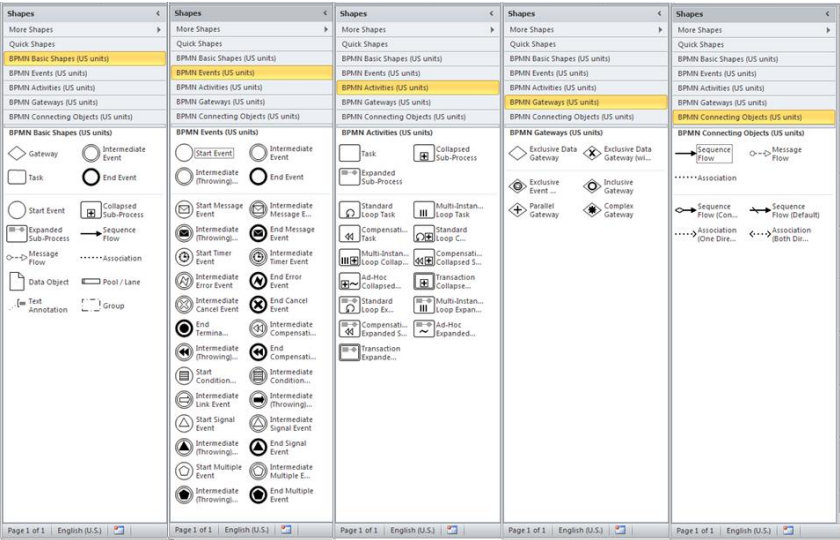 Shapes
More Shapes
Quick Shapes
BPMN Basic Shapes (US units)
BPMN Events (US units)
BPMN Activities (US units)
BPMN Gateways (US units)
BPMN Connecting Objects (US units)
BPMN Basic Shapes (US units)
Gateway
Intermediate
Event
Task
End Event
Start Event
Collapsed
Sub-Process
Expanded
Sub-Process
Sequence
Flow
Message
Flow
Association
Data Object
Pool / Lane
Text
Annotation
Group
Page 1 of 1 English (U.S.)
Shapes
More Shapes
Quick Shapes
BPMN Basic Shapes (US units)
BPMN Events (US units)
BPMN Activities (US units)
BPMN Gateways (US units)
BPMN Connecting Objects (US units)
BPMN Events (US units)
Start Event
Intermediate
Event
Intermediate
(Throwing)...
End Event
Start Message
Event
Intermediate
Message E...
Intermediate
(Throwing)...
End Message
Event
Start Timer
Event
Intermediate
Timer Event
Intermediate
Error Event
End Error
Event
Intermediate
Cancel Event
End Cancel
Event
End
Termina...
Intermediate
Compensati...
Intermediate
(Throwing)...
End
Compensati...
Start
Condition...
Intermediate
Condition...
Intermediate
Link Event
Intermediate
(Throwing)...
Start Signal
Event
Intermediate
Signal Event
Intermediate
(Throwing)...
End Signal
Event
Start Multiple
Event
Intermediate
Multiple E...
Intermediate
(Throwing)...
End Multiple
Event
Page 1 of 1 English (U.S.)
Shapes
More Shapes
Quick Shapes
BPMN Basic Shapes (US units)
BPMN Events (US units)
BPMN Activities (US units)
BPMN Gateways (US units)
BPMN Connecting Objects (US units)
BPMN Activities (US units)
Task
Collapsed
Sub-Process
Expanded
Sub-Process
Standard
Loop Task
Multi-Instan...
Loop Task
Compensati...
Task
Standard
Loop C...
Multi-Instan...
Loop Collap...
Compensati...
Collapsed S...
Ad-Hoc
Collapsed...
Transaction
Collapse...
Standard
Loop Ex...
Multi-Instan...
Loop Expan...
Compensati...
Expanded S...
Ad-Hoc
Expanded...
Transaction
Expande...
Page 1 of 1 English (U.S.)
Shapes
More Shapes
Quick Shapes
BPMN Basic Shapes (US units)
BPMN Events (US units)
BPMN Activities (US units)
BPMN Gateways (US units)
BPMN Connecting Objects (US units)
BPMN Gateways (US units)
Exclusive Data
Gateway
Exclusive Data
Gateway (wi...
Exclusive
Event ...
Inclusive
Gateway
Parallel
Gateway
Complex
Gateway
Page 1 of 1 English (U.S.)
Shapes
More Shapes
Quick Shapes
BPMN Basic Shapes (US units)
BPMN Events (US units)
BPMN Activities (US units)
BPMN Gateways (US units)
BPMN Connecting Objects (US units)
BPMN Connecting Objects (US units)
Sequence
Flow
Message
Flow
Association
Sequence
Flow (Con...
Sequence
Flow (Default)
Association
(One Dire...
Association
(Both Dir...
Page 1 of 1 English (U.S.)